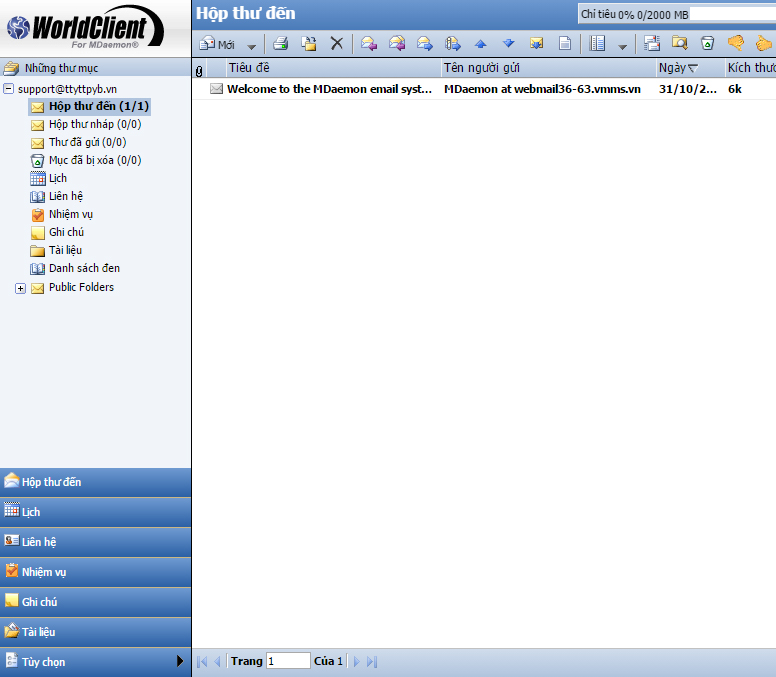 WorldClient
For MDaemon®
Hộp thư đến
Chỉ tiêu 0% 0/2000 MB
Mới
Những thư mục
Tiêu đề Tên người gửi Ngày Kích thướ
support@ttyttpyb.vn
Welcome to the MDaemon email syst... MDaemon at webmail36-63.vmms.vn 31/10/2... 6k
Hộp thư đến (1/1)
Hộp thư nháp (0/0)
Thư đã gửi (0/0)
Mục đã bị xóa (0/0)
Lịch
Liên hệ
Nhiệm vụ
Ghi chú
Tài liệu
Danh sách đen
Public Folders
Hộp thư đến
Lịch
Liên hệ
Nhiệm vụ
Ghi chú
Tài liệu
Tùy chọn
Trang 1 Của 1